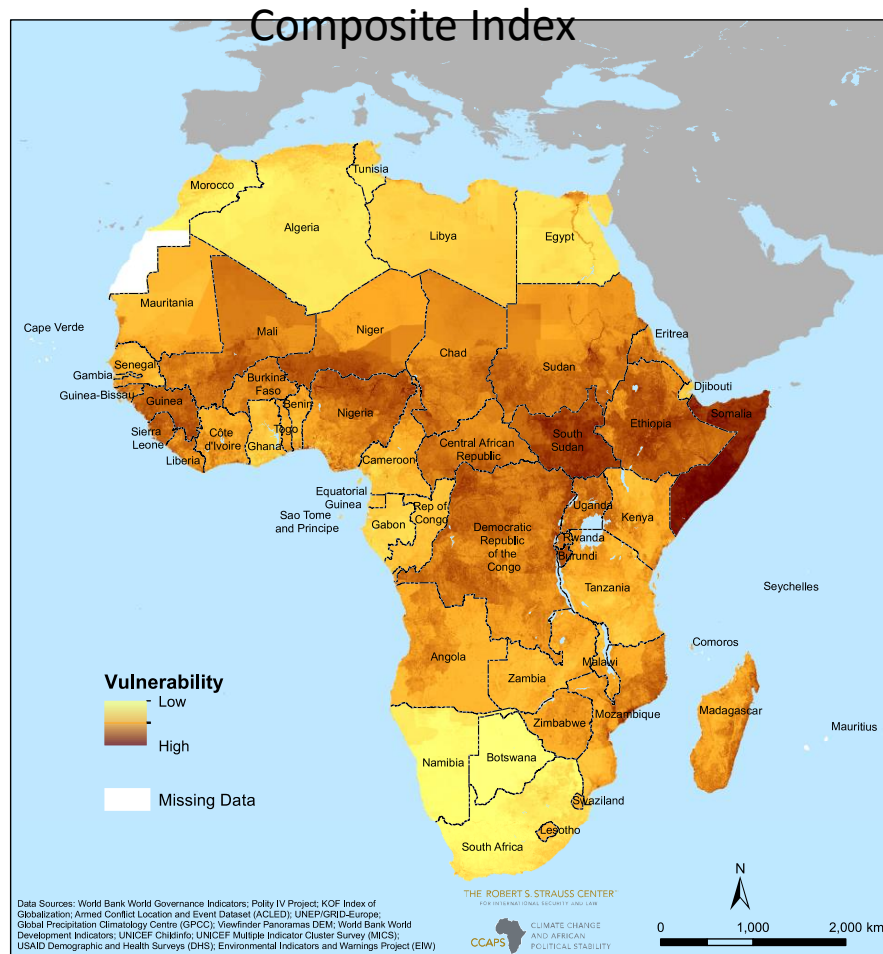 Composite Index
Tunisia
Morocco
Algeria
Libya
Egypt
Mauritania
Mali
Niger
Chad
Sudan
Eritrea
Cape Verde
Senegal
Gambia
Guinea-Bissau
Guinea
Burkina
Faso
Benin
Nigeria
Djibouti
Somalia
Ethiopia
Sierra
Leone
Liberia
Côte
d'Ivoire
Ghana
Togo
Cameroon
Central African
Republic
South
Sudan
Equatorial
Guinea
Sao Tome
and Principe
Gabon
Rep of
Congo
Democratic
Republic
of the
Congo
Uganda
Kenya
Rwanda
Burundi
Tanzania
Seychelles
Comoros
Angola
Zambia
Malawi
Mozambique
Zimbabwe
Madagascar
Mauritius
Namibia
Botswana
Swaziland
Lesotho
South Africa
Vulnerability
Low
High
Missing Data
Data Sources: World Bank World Governance Indicators; Polity IV Project; KOF Index of
Globalization; Armed Conflict Location and Event Dataset (ACLED); UNEP/GRID-Europe;
Global Precipitation Climatology Centre (GPCC); Viewfinder Panoramas DEM; World Bank World
Development Indicators; UNICEF Childinfo; UNICEF Multiple Indicator Cluster Survey (MICS);
USAID Demographic and Health Surveys (DHS); Environmental Indicators and Warnings Project (EIW)
THE ROBERT S. STRAUSS CENTER
FOR INTERNATIONAL SECURITY AND LAW
CCAPS
CLIMATE CHANGE
AND AFRICAN
POLITICAL STABILITY
N
0 1,000 2,000 km